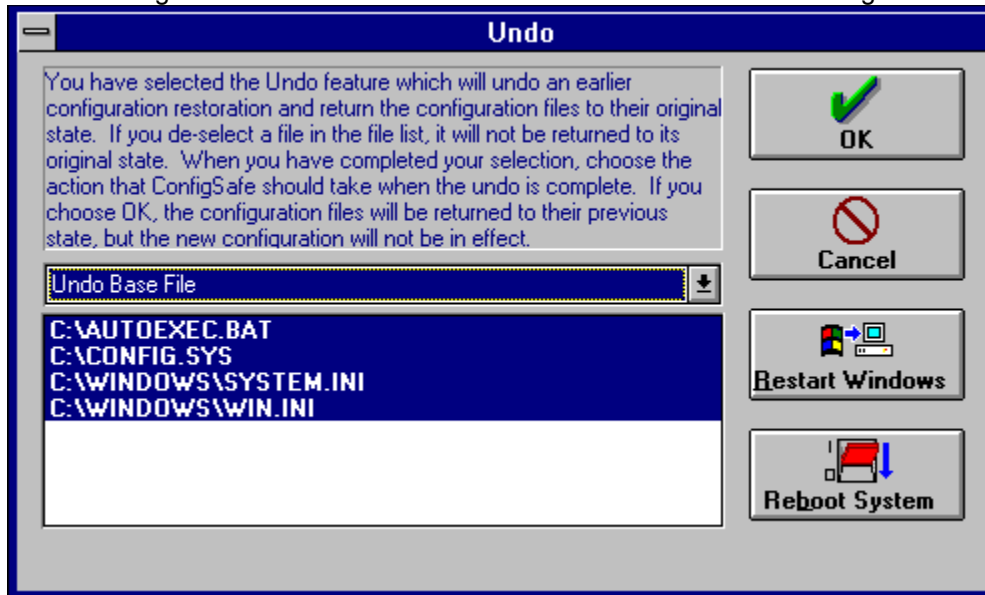 Undo
You have selected the Undo feature which will undo an earlier
configuration restoration and return the configuration files to their original
state. If you de-select a file in the file list, it will not be returned to its
original state. When you have completed your selection, choose the
action that ConfigSafe should take when the undo is complete. If you
choose OK, the configuration files will be returned to their previous
state, but the new configuration will not be in effect.
OK
Cancel
Undo Base File
C:\AUTOEXEC.BAT
C:\CONFIG.SYS
C:\WINDOWS\SYSTEM.INI
C:\WINDOWS\WIN.INI
Restart Windows
Reboot System